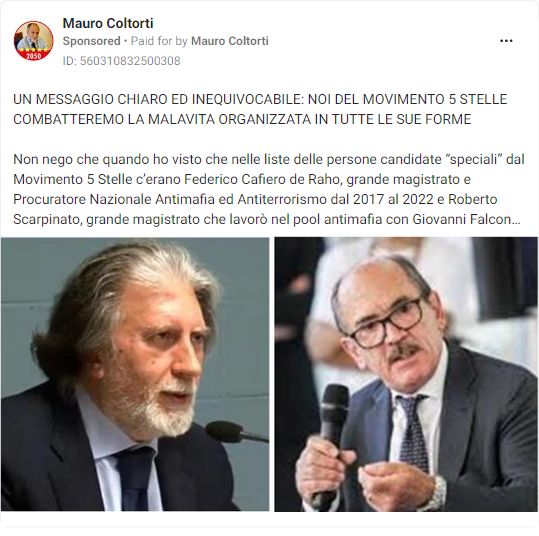 Mauro Coltorti
Sponsored • Paid for by Mauro Coltorti
ID: 560310832500308
2050
UN MESSAGGIO CHIARO ED INEQUIVOCABILE: NOI DEL MOVIMENTO 5 STELLE
COMBATTEREMO LA MALAVITA ORGANIZZATA IN TUTTE LE SUE FORME
Non nego che quando ho visto che nelle liste delle persone candidate “speciali” dal
Movimento 5 Stelle c’erano Federico Cafiero de Raho, grande magistrato e
Procuratore Nazionale Antimafia ed Antiterrorismo dal 2017 al 2022 e Roberto
Scarpinato, grande magistrato che lavorò nel pool antimafia con Giovanni Falcon...